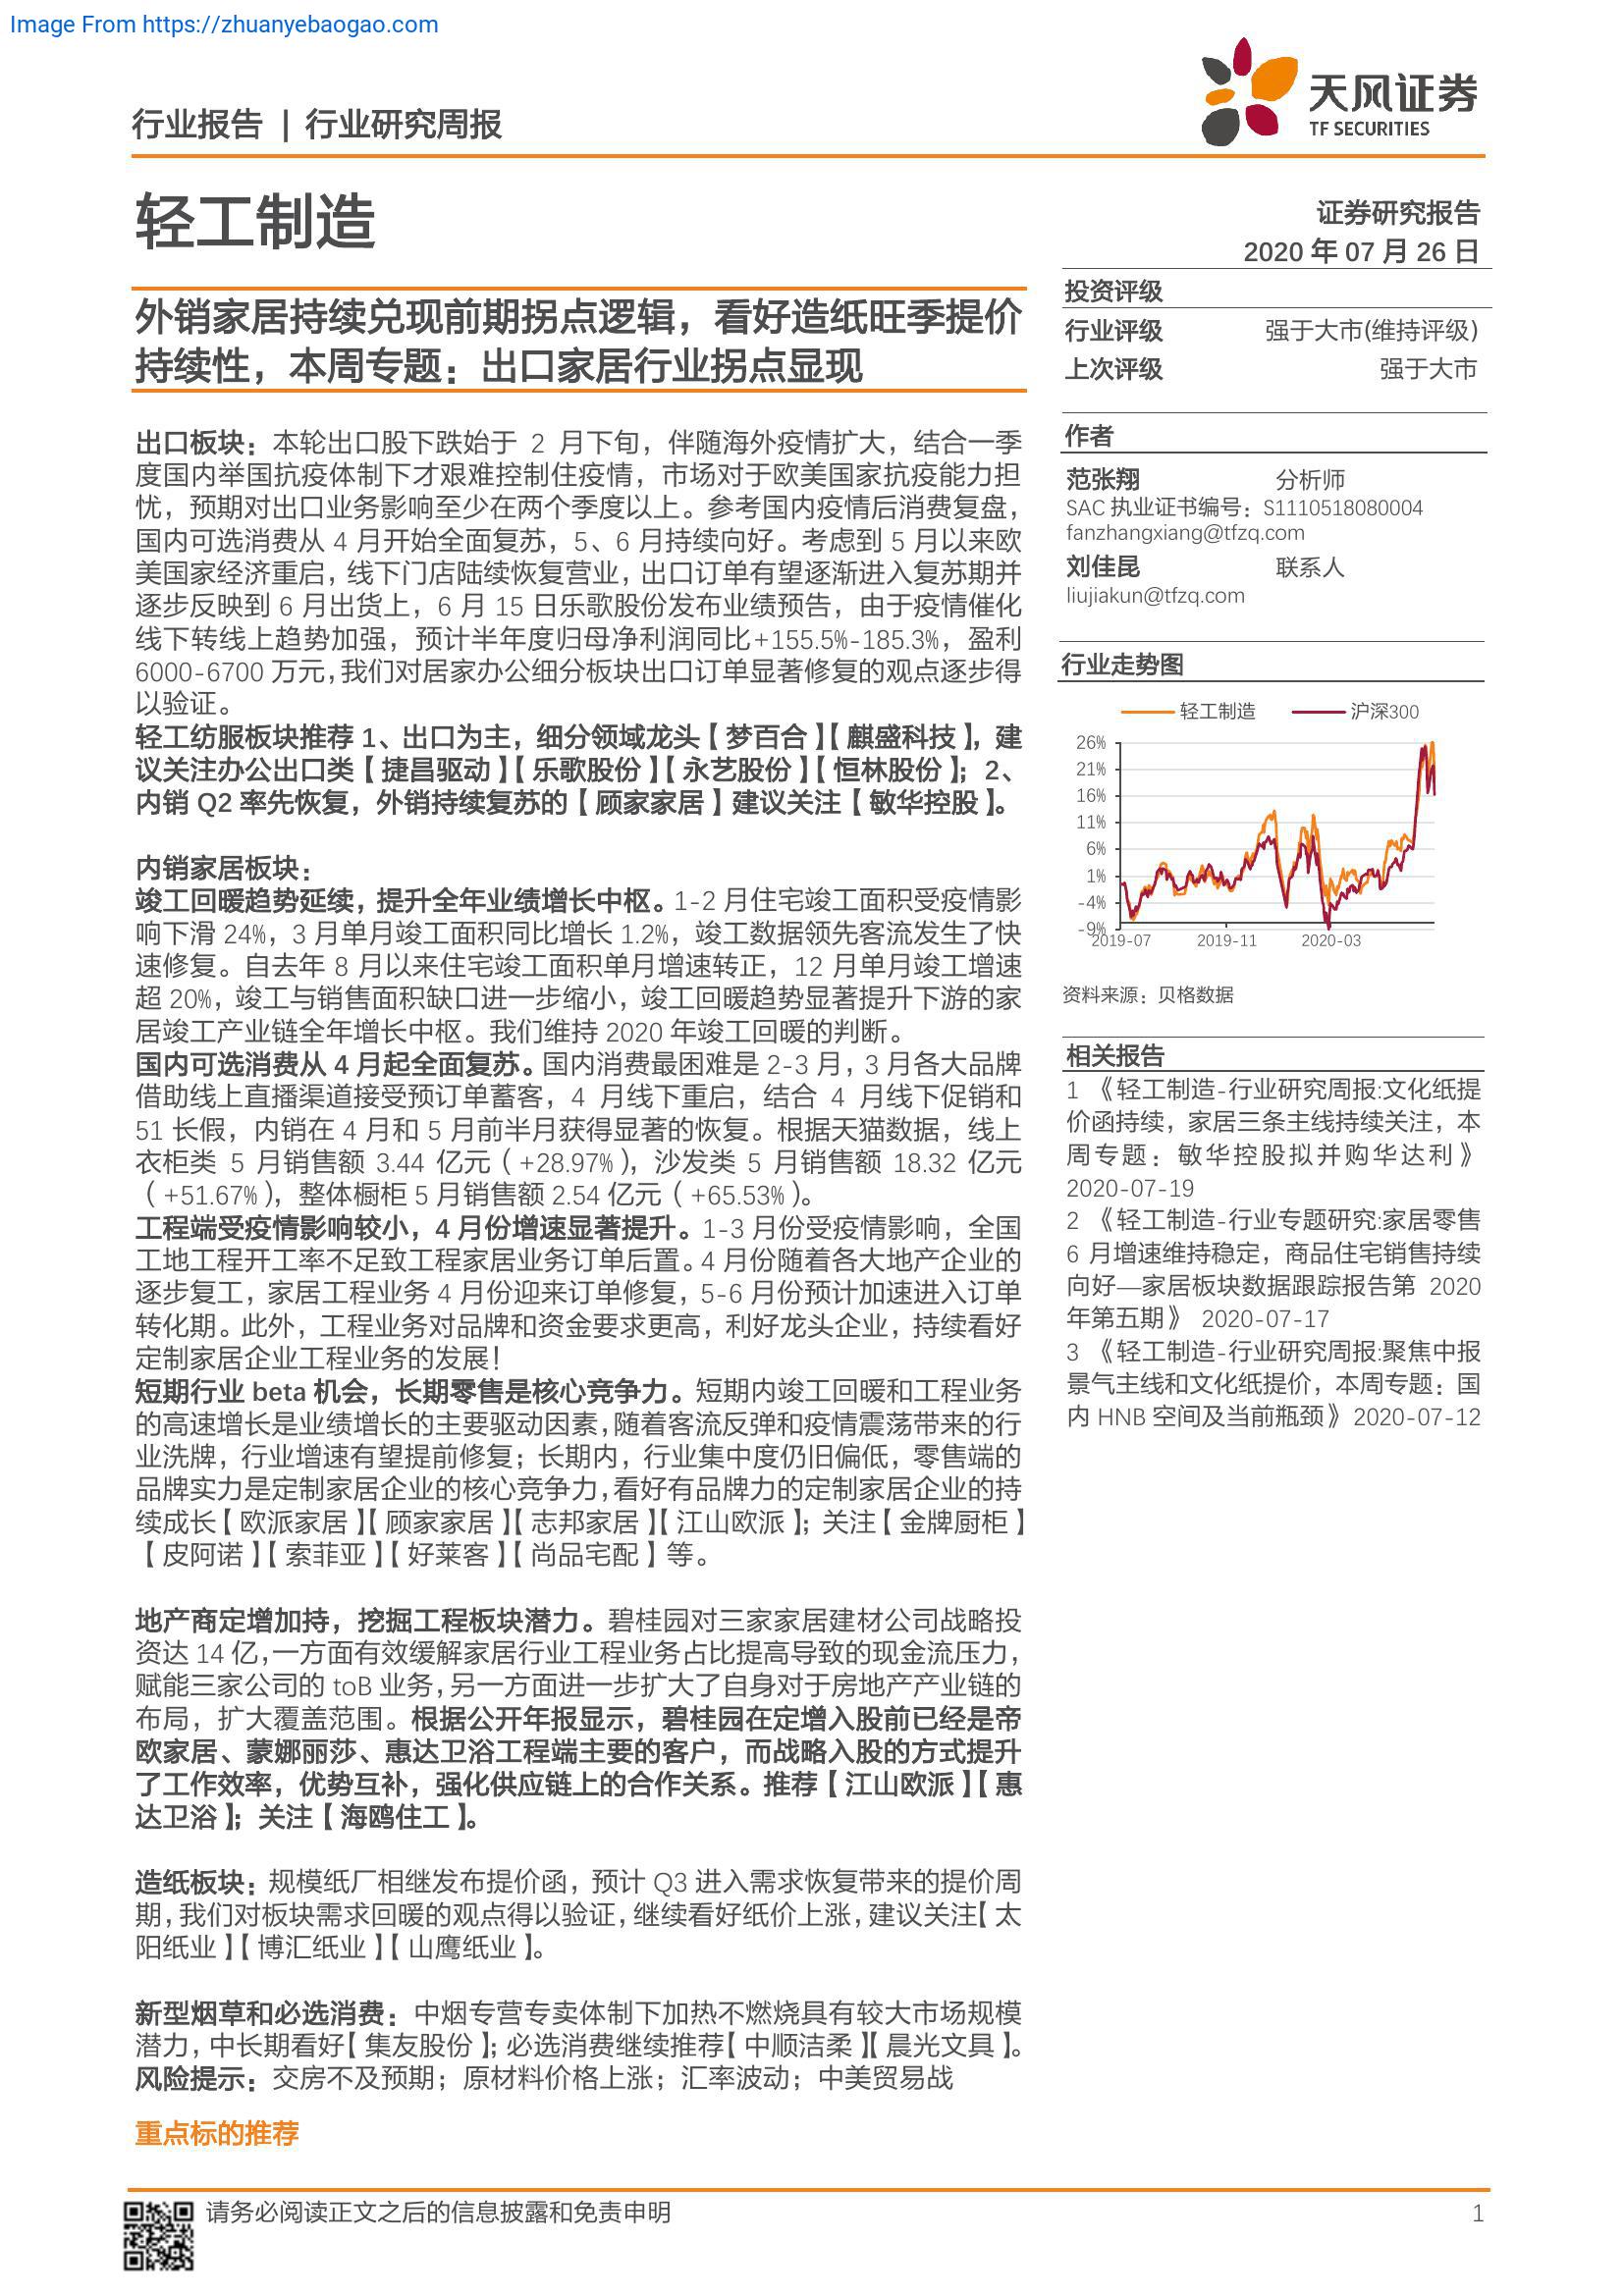 Image From https://zhuanyebaogao.com
行业报告 | 行业研究周报
天风证券
TF SECURITIES
轻工制造
证券研究报告
2020 年 07 月 26 日
外销家居持续兑现前期拐点逻辑，看好造纸旺季提价
持续性，本周专题：出口家居行业拐点显现
出口板块：本轮出口股下跌始于 2 月下旬，伴随海外疫情扩大，结合一季
度国内举国抗疫体制下才艰难控制住疫情，市场对于欧美国家抗疫能力担
忧，预期对出口业务影响至少在两个季度以上。参考国内疫情后消费复盘，
国内可选消费从 4 月开始全面复苏，5、6 月持续向好。考虑到 5 月以来欧
美国家经济重启，线下门店陆续恢复营业，出口订单有望逐渐进入复苏期并
逐步反映到 6 月出货上，6 月 15 日乐歌股份发布业绩预告，由于疫情催化
线下转线上趋势加强，预计半年度归母净利润同比+155.5%-185.3%，盈利
6000-6700 万元，我们对居家办公细分板块出口订单显著修复的观点逐步得
以验证。
轻工纺服板块推荐 1、出口为主，细分领域龙头【梦百合】【麒盛科技】，建
议关注办公出口类【捷昌驱动】【乐歌股份】【永艺股份】【恒林股份】；2、
内销 Q2 率先恢复，外销持续复苏的【顾家家居】建议关注【敏华控股】。
内销家居板块：
竣工回暖趋势延续，提升全年业绩增长中枢。1-2 月住宅竣工面积受疫情影
响下滑 24%，3 月单月竣工面积同比增长 1.2%，竣工数据领先客流发生了快
速修复。自去年 8 月以来住宅竣工面积单月增速转正，12 月单月竣工增速
超 20%，竣工与销售面积缺口进一步缩小，竣工回暖趋势显著提升下游的家
居竣工产业链全年增长中枢。我们维持 2020 年竣工回暖的判断。
国内可选消费从 4 月起全面复苏。国内消费最困难是 2-3 月，3 月各大品牌
借助线上直播渠道接受预订单蓄客，4 月线下重启，结合 4 月线下促销和
51 长假，内销在 4 月和 5 月前半月获得显著的恢复。根据天猫数据，线上
衣柜类 5 月销售额 3.44 亿元（+28.97%），沙发类 5 月销售额 18.32 亿元
（+51.67%），整体橱柜 5 月销售额 2.54 亿元（+65.53%）。
工程端受疫情影响较小，4 月份增速显著提升。1-3 月份受疫情影响，全国
工地工程开工率不足致工程家居业务订单后置。4 月份随着各大地产企业的
逐步复工，家居工程业务 4 月份迎来订单修复，5-6 月份预计加速进入订单
转化期。此外，工程业务对品牌和资金要求更高，利好龙头企业，持续看好
定制家居企业工程业务的发展！
短期行业 beta 机会，长期零售是核心竞争力。短期内竣工回暖和工程业务
的高速增长是业绩增长的主要驱动因素，随着客流反弹和疫情震荡带来的行
业洗牌，行业增速有望提前修复；长期内，行业集中度仍旧偏低，零售端的
品牌实力是定制家居企业的核心竞争力，看好有品牌力的定制家居企业的持
续成长【欧派家居】【顾家家居】【志邦家居】【江山欧派】；关注【金牌厨柜】
【皮阿诺】【索菲亚】【好莱客】【尚品宅配】等。
地产商定增加持，挖掘工程板块潜力。碧桂园对三家家居建材公司战略投
资达 14 亿，一方面有效缓解家居行业工程业务占比提高导致的现金流压力，
赋能三家公司的 toB 业务，另一方面进一步扩大了自身对于房地产产业链的
布局，扩大覆盖范围。根据公开年报显示，碧桂园在定增入股前已经是帝
欧家居、蒙娜丽莎、惠达卫浴工程端主要的客户，而战略入股的方式提升
了工作效率，优势互补，强化供应链上的合作关系。推荐【江山欧派】【惠
达卫浴】；关注【海鸥住工】。
造纸板块：规模纸厂相继发布提价函，预计 Q3 进入需求恢复带来的提价周
期，我们对板块需求回暖的观点得以验证，继续看好纸价上涨，建议关注【太
阳纸业】【博汇纸业】【山鹰纸业】。
新型烟草和必选消费：中烟专营专卖体制下加热不燃烧具有较大市场规模
潜力，中长期看好【集友股份】；必选消费继续推荐【中顺洁柔】【晨光文具】。
风险提示：交房不及预期；原材料价格上涨；汇率波动；中美贸易战
重点标的推荐
投资评级
行业评级 强于大市(维持评级)
上次评级 强于大市
作者
范张翔 分析师
SAC 执业证书编号：S1110518080004
fanzhangxiang@tfzq.com
刘佳昆 联系人
liujiakun@tfzq.com
行业走势图
轻工制造 沪深300
26%
21%
16%
11%
6%
1%
-4%
-9%
2019-07 2019-11 2020-03
资料来源：贝格数据
相关报告
1 《轻工制造-行业研究周报:文化纸提
价函持续，家居三条主线持续关注，本
周专题：敏华控股拟并购华达利》
2020-07-19
2 《轻工制造-行业专题研究:家居零售
6 月增速维持稳定，商品住宅销售持续
向好—家居板块数据跟踪报告第 2020
年第五期》 2020-07-17
3 《轻工制造-行业研究周报:聚焦中报
景气主线和文化纸提价，本周专题：国
内 HNB 空间及当前瓶颈》 2020-07-12
请务必阅读正文之后的信息披露和免责申明 1